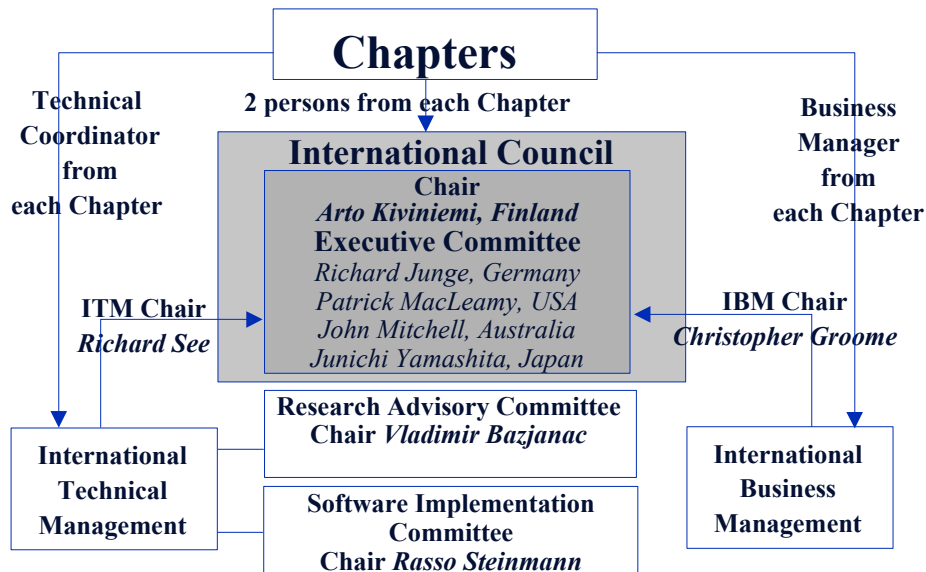 Chapters
2 persons from each Chapter
Technical
Coordinator
from
each Chapter
Business
Manager
from
each Chapter
International Council
Chair
Arto Kiviniemi, Finland
Executive Committee
Richard Junge, Germany
Patrick MacLeamy, USA
John Mitchell, Australia
Junichi Yamashita, Japan
ITM Chair
Richard See
IBM Chair
Christopher Groome
Research Advisory Committee
Chair Vladimir Bazjanac
International
Technical
Management
International
Business
Management
Software Implementation
Committee
Chair Rasso Steinmann